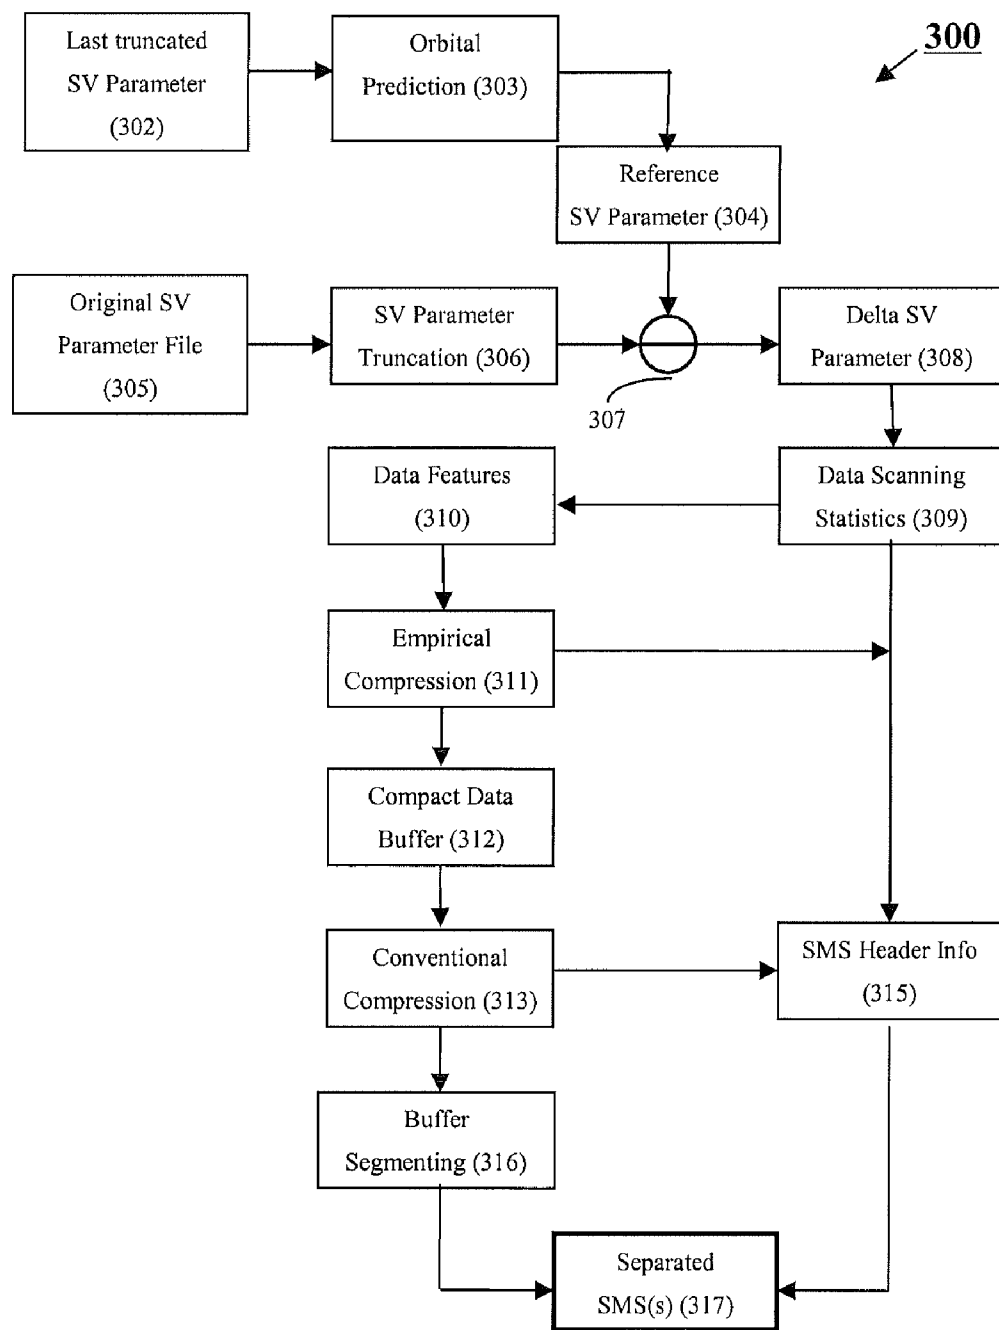 Last truncated
SV Parameter
(302)
Orbital
Prediction (303)
300
Reference
SV Parameter (304)
Original SV
Parameter File
(305)
SV Parameter
Truncation (306)
307
Delta SV
Parameter (308)
Data Features
(310)
Data Scanning
Statistics (309)
Empirical
Compression (311)
Compact Data
Buffer (312)
Conventional
Compression (313)
SMS Header Info
(315)
Buffer
Segmenting (316)
Separated
SMS(s) (317)